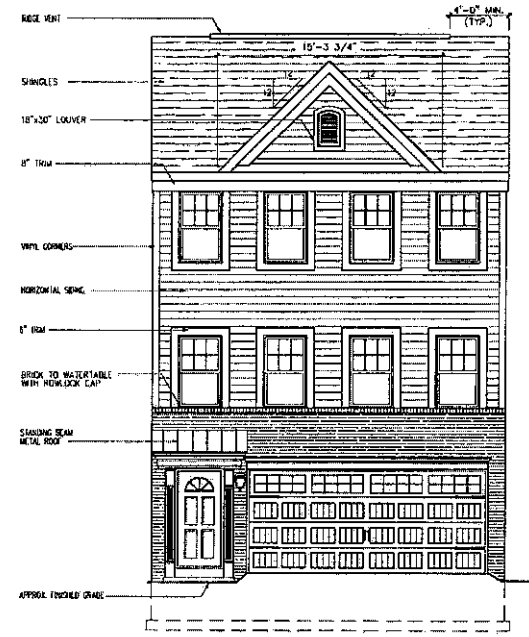 RIDGE VENT
4'-0" MIN.
(TYP.)
15'-3 3/4"
SHINGLES
12
12
12
12
18"x30" LOUVER
8" TRIM
VINYL CORNERS
HORIZONTAL SIDING
6" TRIM
BRICK TO WATERTABLE
WITH ROWLOCK CAP
STANDING SEAM
METAL ROOF
APPROX. FINISHED GRADE